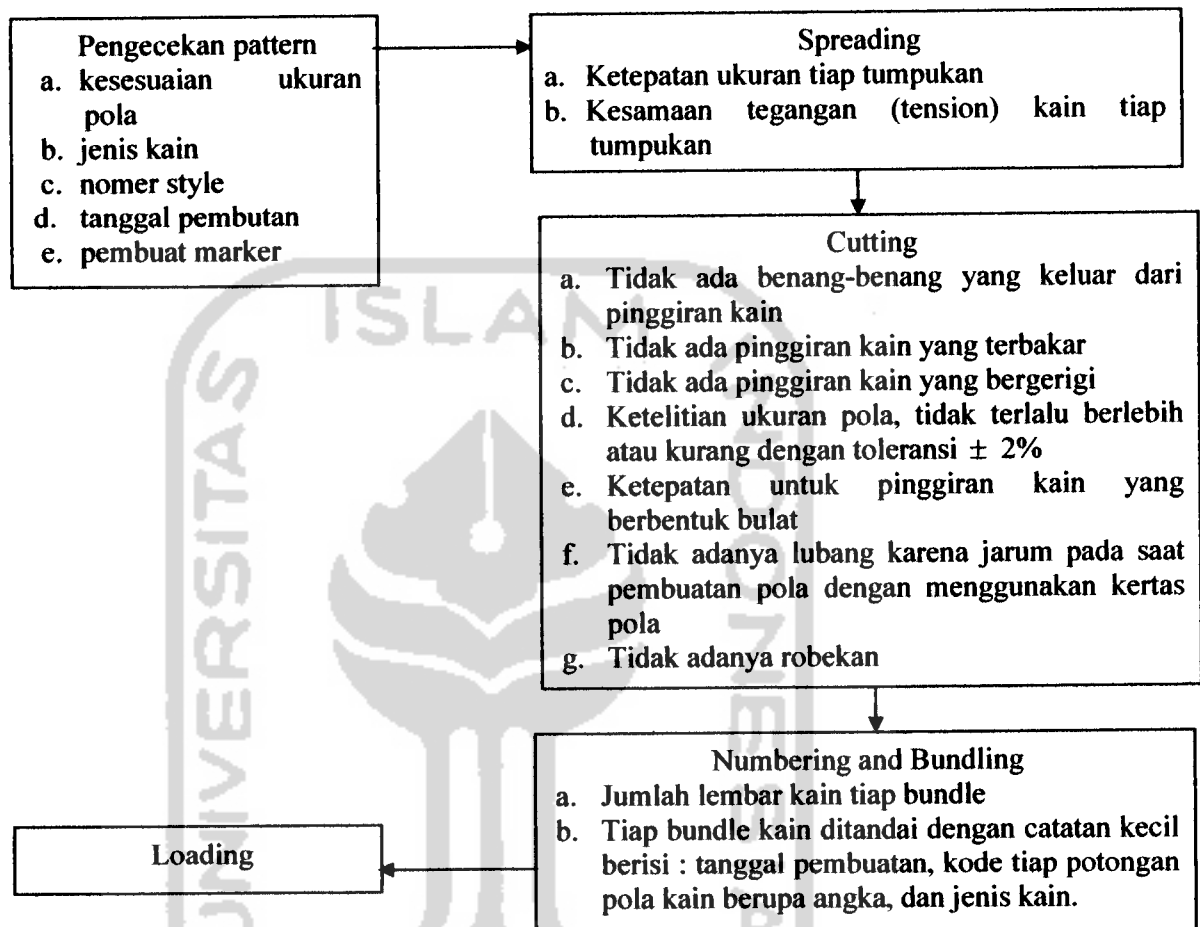 Pengecekan pattern
a. kesesuaian ukuran
pola
b. jenis kain
c. nomer style
d. tanggal pembutan
e. pembuat marker
Spreading
a. Ketepatan ukuran tiap tumpukan
b. Kesamaan tegangan (tension) kain tiap
tumpukan
Cutting
a. Tidak ada benang-benang yang keluar dari
pinggiran kain
b. Tidak ada pinggiran kain yang terbakar
c. Tidak ada pinggiran kain yang bergerigi
d. Ketelitian ukuran pola, tidak terlalu berlebih
atau kurang dengan toleransi ± 2%
e. Ketepatan untuk pinggiran kain yang
berbentuk bulat
f. Tidak adanya lubang karena jarum pada saat
pembuatan pola dengan menggunakan kertas
pola
g. Tidak adanya robekan
Numbering and Bundling
a. Jumlah lembar kain tiap bundle
b. Tiap bundle kain ditandai dengan catatan kecil
berisi : tanggal pembuatan, kode tiap potongan
pola kain berupa angka, dan jenis kain.
Loading
ISLAM
UNIVERSITAS